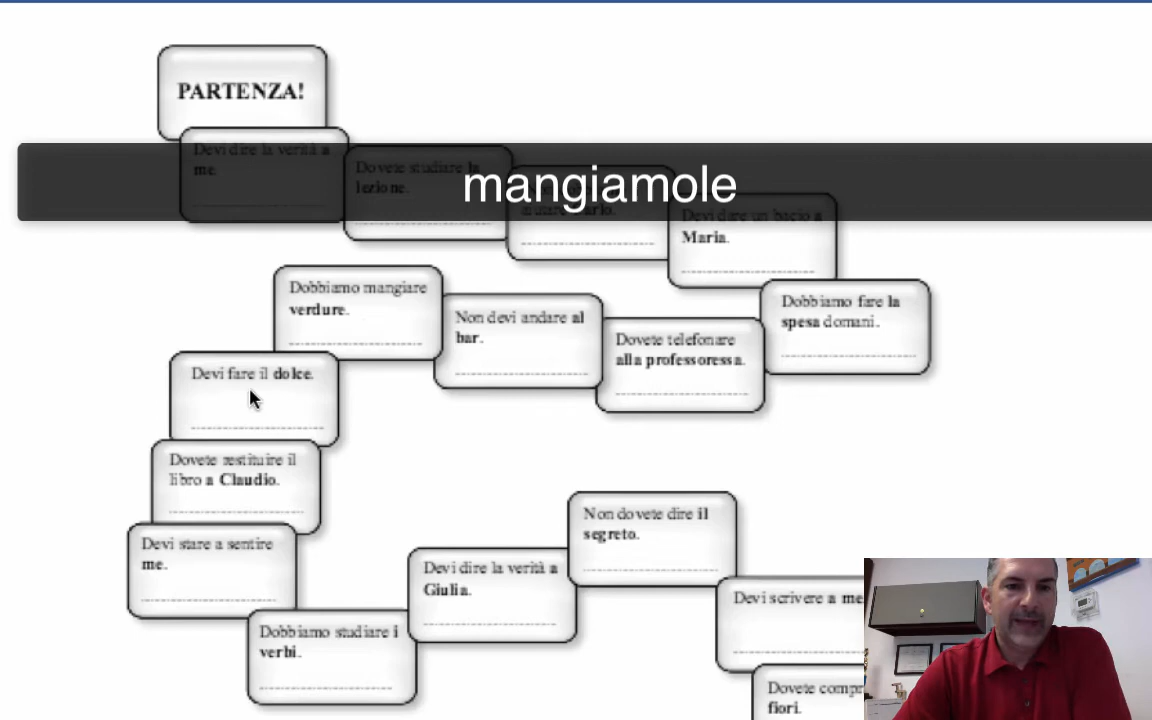 PARTENZA!
Devi dire la verità a
me.
Dovete studiare la
lezione.
mangiamole
Devi dare un bacio a
Maria.
Dobbiamo fare la
spesa domani.
Dovete telefonare
alla professoressa.
Non devi andare al
bar.
Dobbiamo mangiare
verdure.
Devi fare il dolce.
Dovete restituire il
libro a Claudio.
Devi stare a sentire
me.
Dobbiamo studiare i
verbi.
Devi dire la verità a
Giulia.
Non dovete dire il
segreto.
Devi scrivere a me
Dovete compr
fiori.